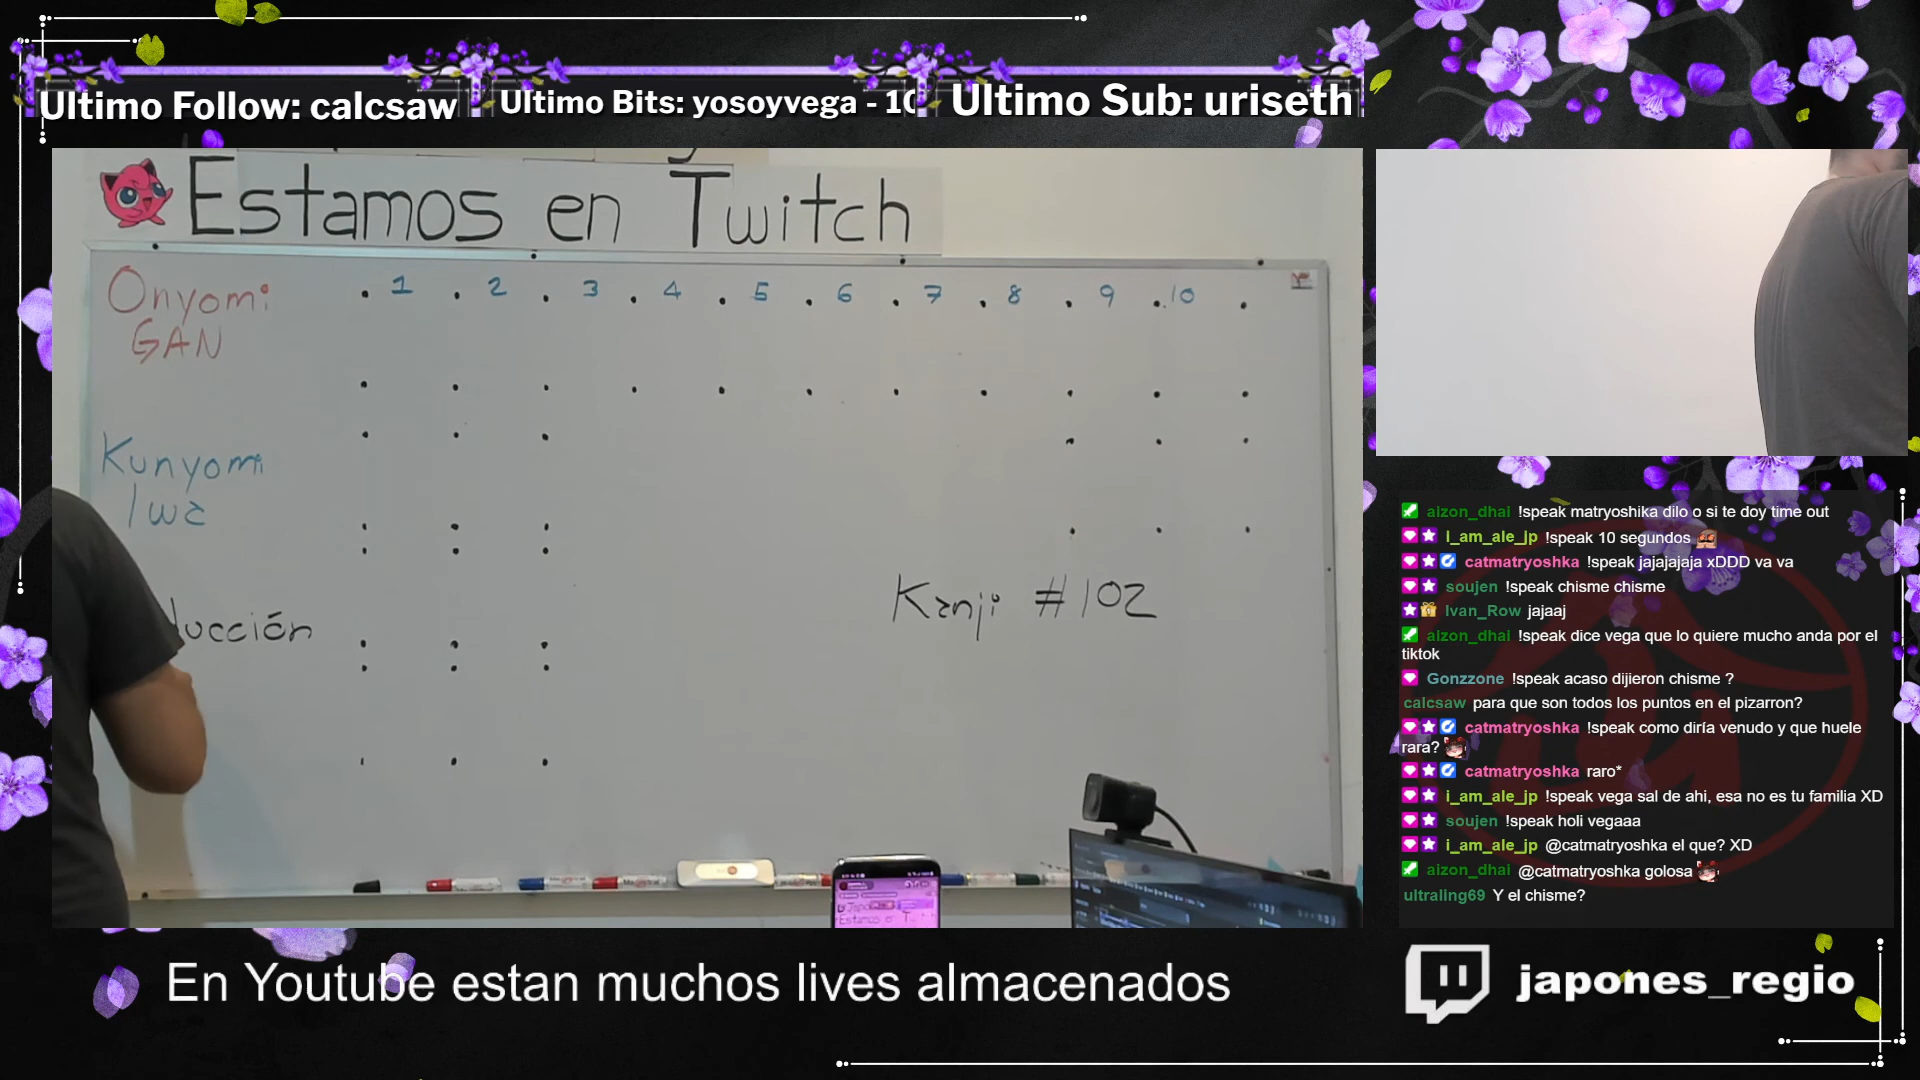 Ultimo Follow: calcsaw
Ultimo Bits: yosoyvega - 10
Ultimo Sub: uriseth
Estamos en Twitch
Onyomi
GAN
1 2 3 4 5 6 7 8 9 10
Kunyomi
Iwa
ducción
Kanji #102
aizon_dhai !speak matryoshika dilo o si te doy time out
i_am_ale_jp !speak 10 segundos
catmatryoshka !speak jajajajaja xDDD va va
soujen !speak chisme chisme
Ivan_Row jajaaj
aizon_dhai !speak dice vega que lo quiere mucho anda por el
tiktok
Gonzzone !speak acaso dijieron chisme ?
calcsaw para que son todos los puntos en el pizarron?
catmatryoshka !speak como diría venudo y que huele
rara?
catmatryoshka raro*
i_am_ale_jp !speak vega sal de ahi, esa no es tu familia XD
soujen !speak holi vegaaa
i_am_ale_jp @catmatryoshka el que? XD
aizon_dhai @catmatryoshka golosa
ultraling69 Y el chisme?
En Youtube estan muchos lives almacenados
japones_regio